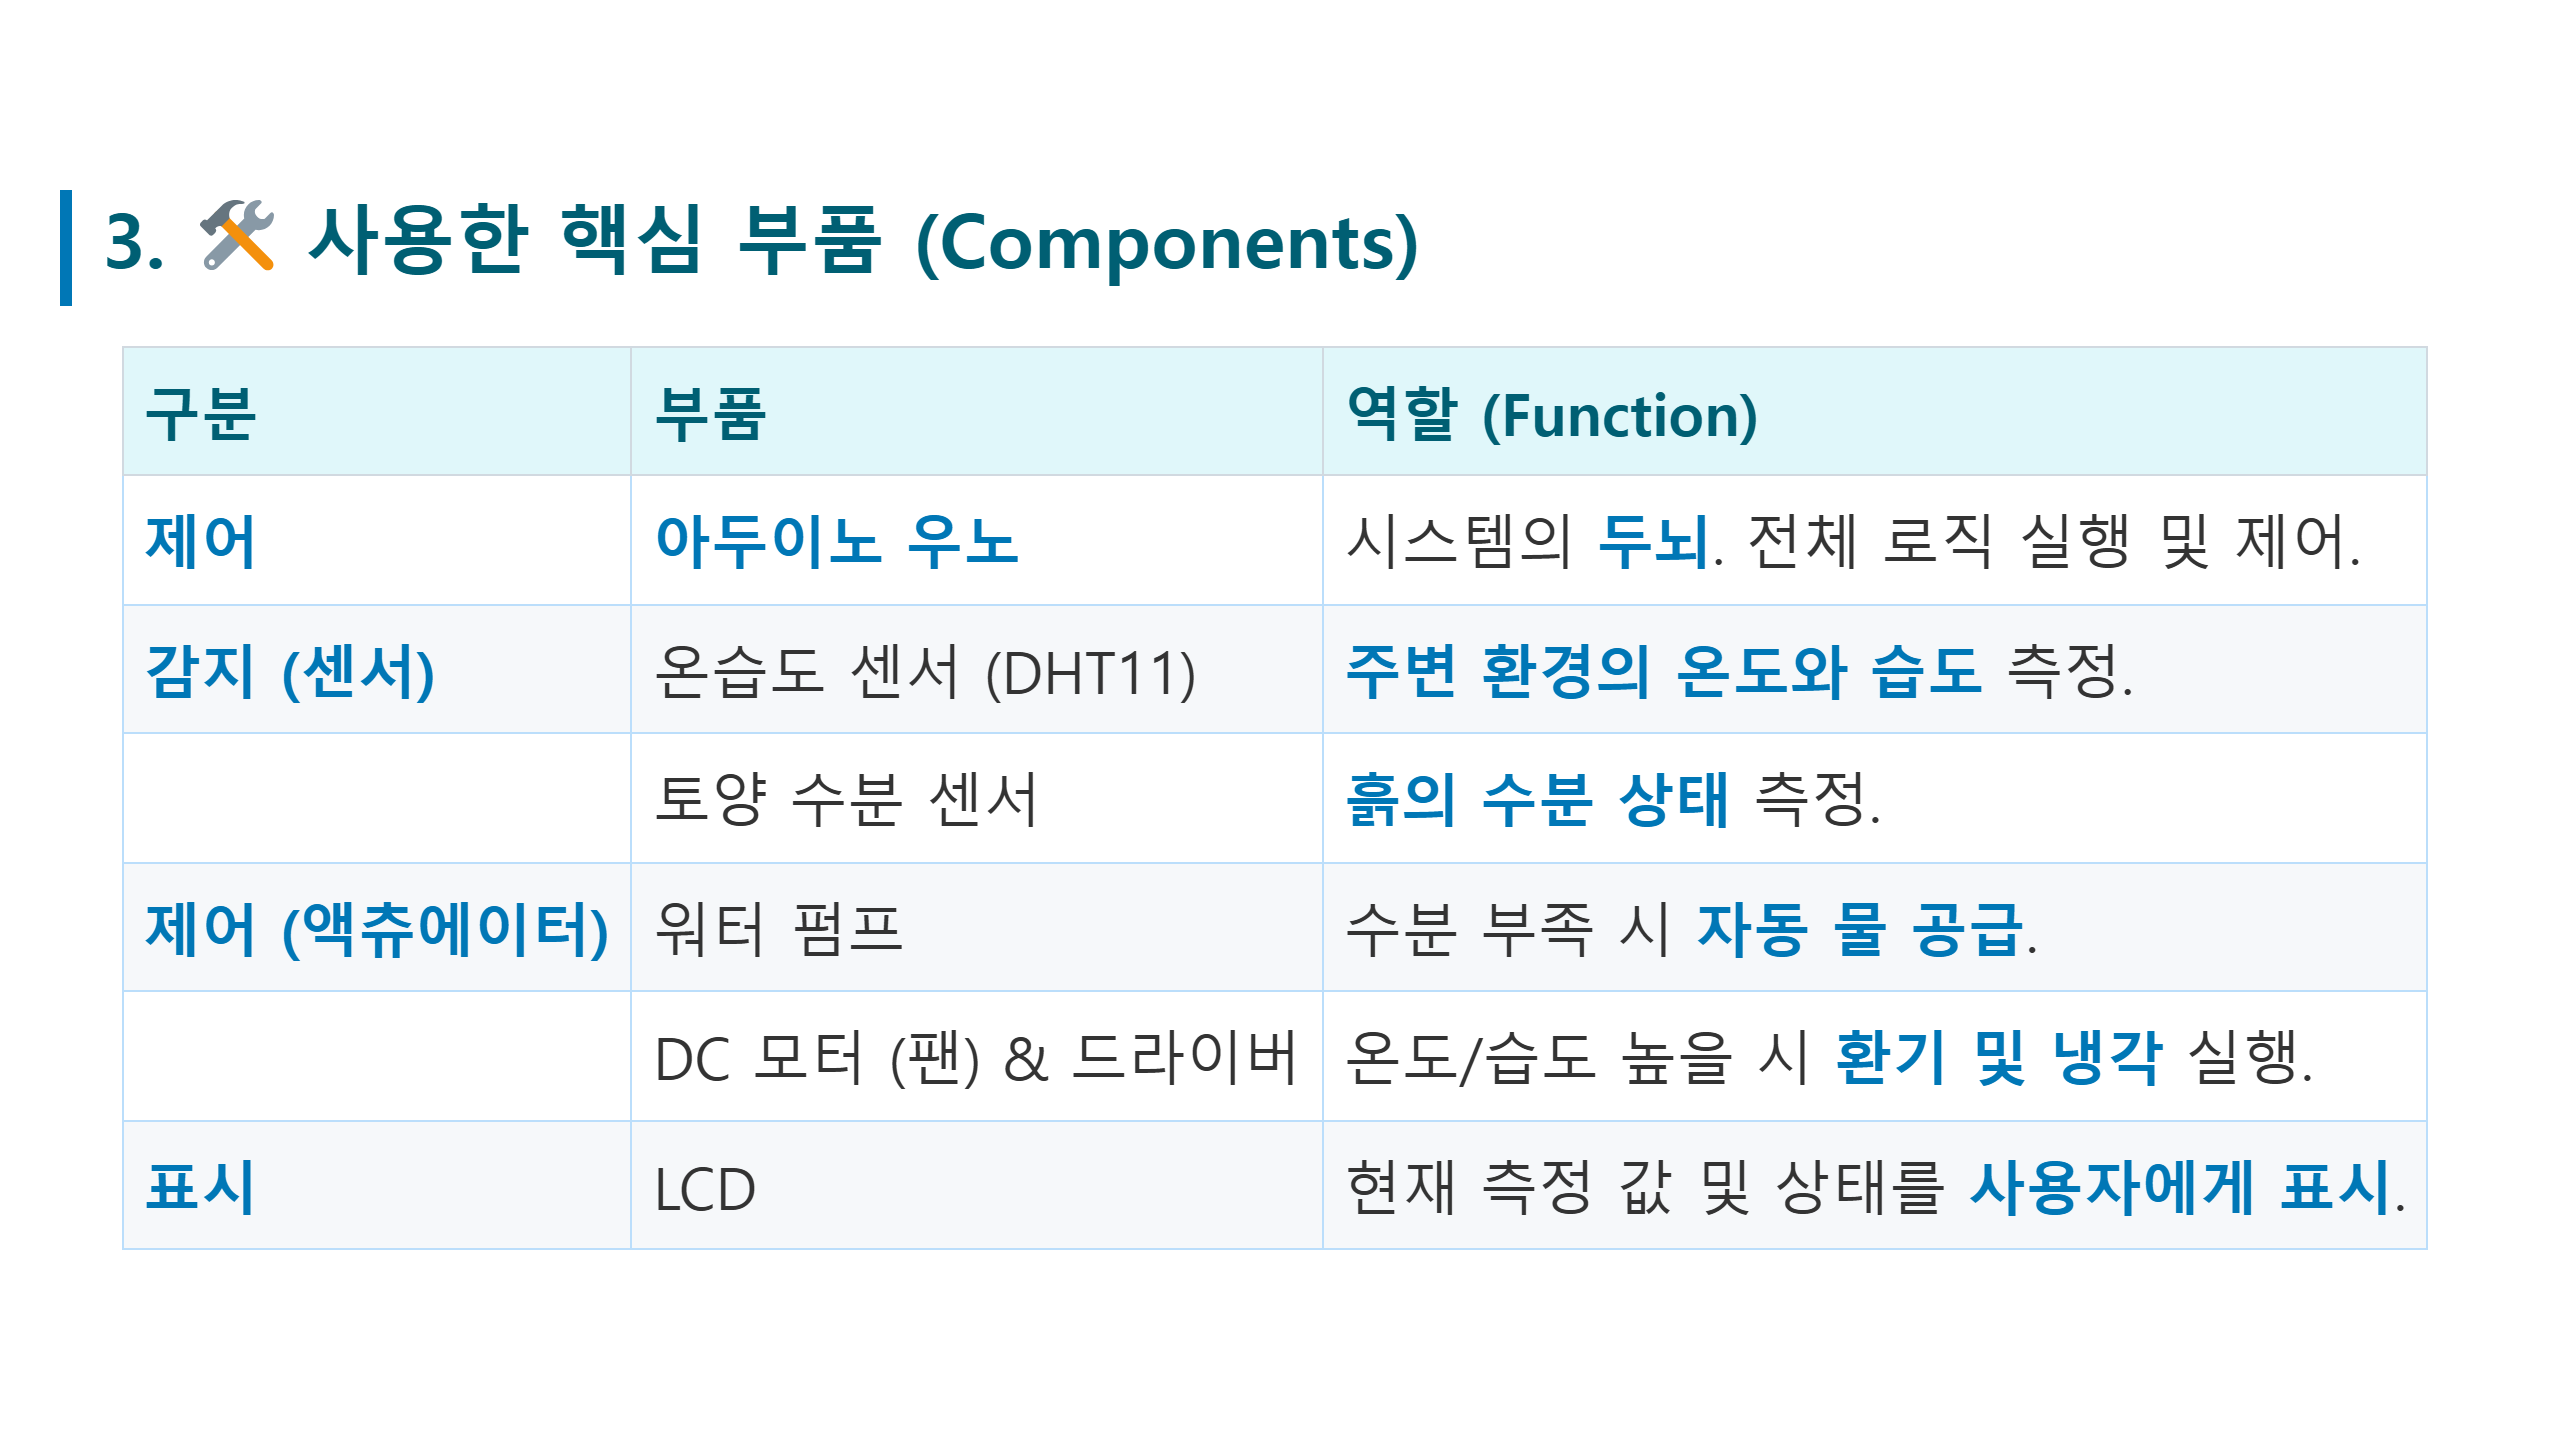 3. 🛠 사용한 핵심 부품 (Components)
구분 부품 역할 (Function)
제어 아두이노 우노 시스템의 두뇌. 전체 로직 실행 및 제어.
감지 (센서) 온습도 센서 (DHT11) 주변 환경의 온도와 습도 측정.
토양 수분 센서 흙의 수분 상태 측정.
제어 (액츄에이터) 워터 펌프 수분 부족 시 자동 물 공급.
DC 모터 (팬) & 드라이버 온도/습도 높을 시 환기 및 냉각 실행.
표시 LCD 현재 측정 값 및 상태를 사용자에게 표시.